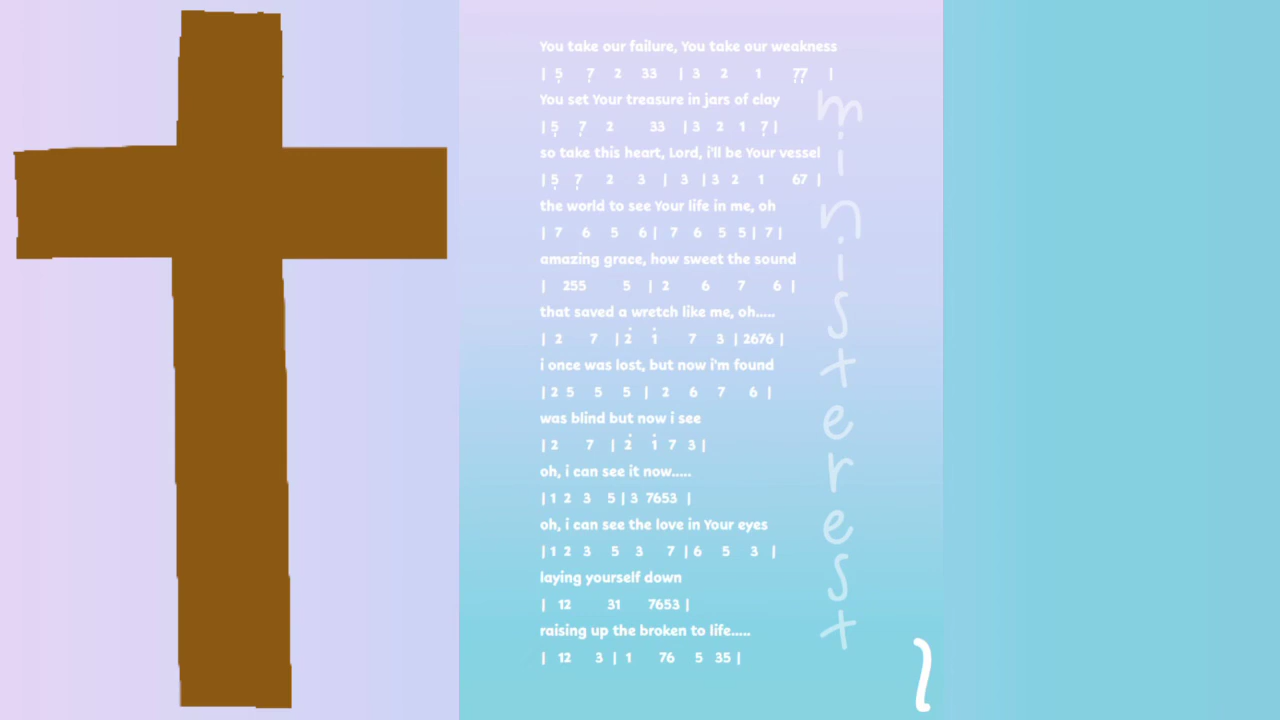 You take our failure, You take our weakness
| 5̣ 7̣ 2 33 | 3 2 1 7̣7̣ |
You set Your treasure in jars of clay
| 5̣ 7̣ 2 33 | 3 2 1 7̣ |
so take this heart, Lord, i'll be Your vessel
| 5̣ 7̣ 2 3 | 3 | 3 2 1 67 |
the world to see Your life in me, oh
| 7 6 5 6 | 7 6 5 5 | 7 |
amazing grace, how sweet the sound
| 255 5 | 2 6 7 6 |
that saved a wretch like me, oh.....
| 2 7 | 2̇ 1̇ 7 3 | 2676 |
i once was lost, but now i'm found
| 2 5 5 5 | 2 6 7 6 |
was blind but now i see
| 2 7 | 2̇ 1̇ 7 3 |
oh, i can see it now.....
| 1 2 3 5 | 3 7653 |
oh, i can see the love in Your eyes
| 1 2 3 5 3 7 | 6 5 3 |
laying yourself down
| 12 31 7653 |
raising up the broken to life.....
| 12 3 | 1 76 5 35 |
ministerest